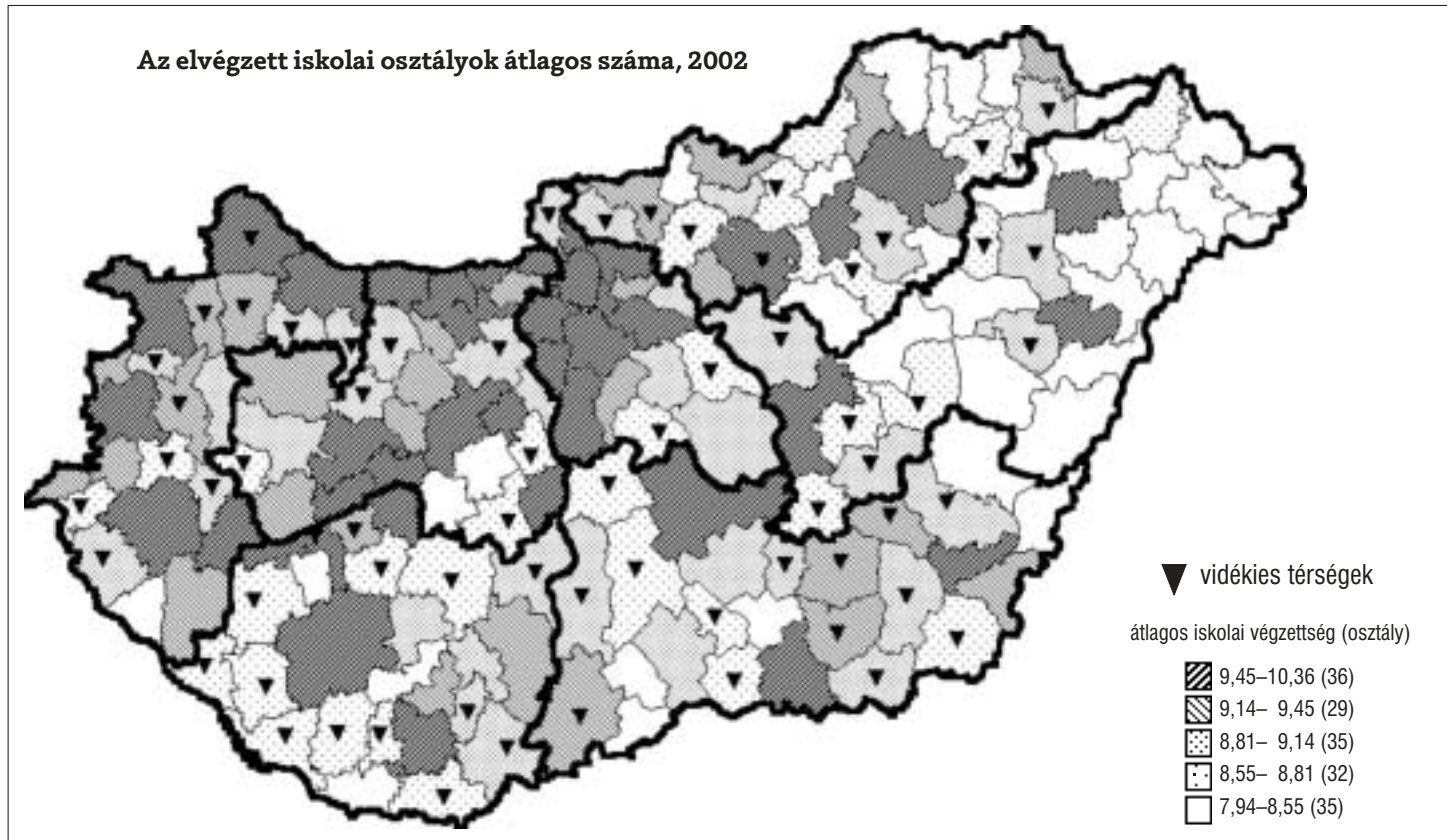 Az elvégzett iskolai osztályok átlagos száma, 2002
vidékies térségek
átlagos iskolai végzettség (osztály)
9,45–10,36 (36)
9,14– 9,45 (29)
8,81– 9,14 (35)
8,55– 8,81 (32)
7,94–8,55 (35)